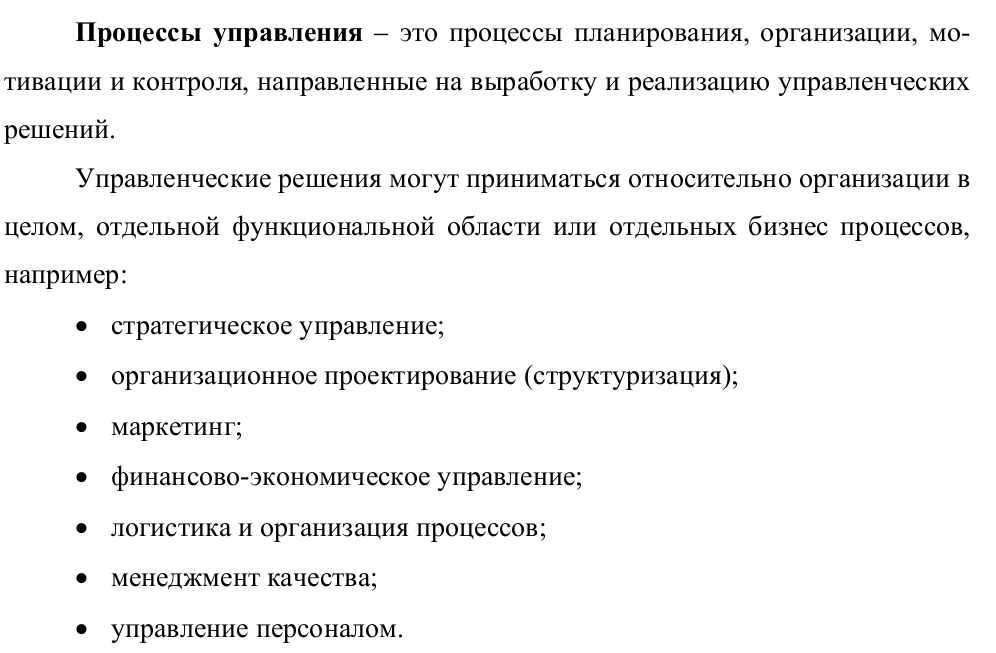 Процессы управления – это процессы планирования, организации, мо-
тивации и контроля, направленные на выработку и реализацию управленческих
решений.
Управленческие решения могут приниматься относительно организации в
целом, отдельной функциональной области или отдельных бизнес процессов,
например:
• стратегическое управление;
• организационное проектирование (структуризация);
• маркетинг;
• финансово-экономическое управление;
• логистика и организация процессов;
• менеджмент качества;
• управление персоналом.